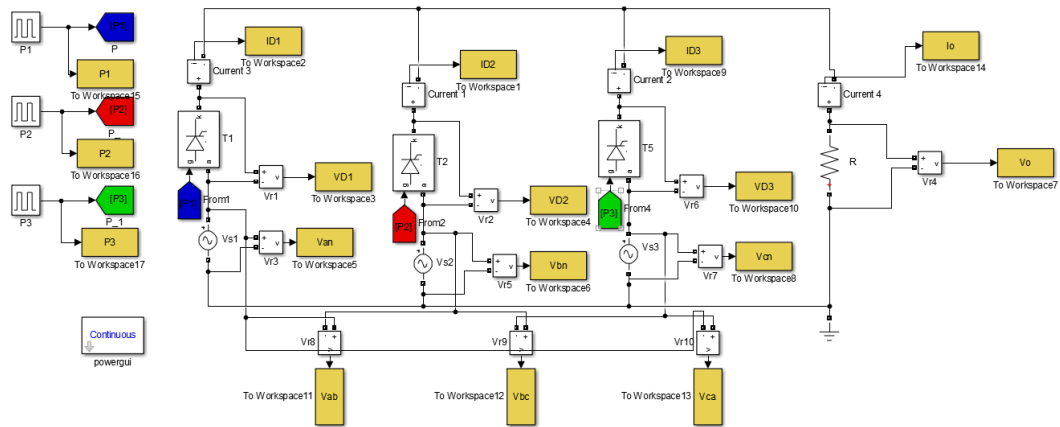 P1
[P1]
P
P1
To Workspace15
P2
[P2]
P_
P2
To Workspace16
P3
[P3]
P_1
P3
To Workspace17
Continuous
powergui
ID1
To Workspace2
Current 3
T1
k
g
a
From1
Vr1
VD1
To Workspace3
Vs1
Vr3
Van
To Workspace5
ID2
To Workspace1
Current 1
T2
k
g
a
[P2]
From2
Vr2
VD2
To Workspace4
Vs2
Vr5
Vbn
To Workspace6
ID3
To Workspace9
Current 2
T5
k
g
a
[P3]
From4
Vr6
VD3
To Workspace10
Vs3
Vr7
Vcn
To Workspace8
Io
To Workspace14
Current 4
R
Vr4
Vo
To Workspace7
Vr8
Vab
To Workspace11
Vr9
Vbc
To Workspace12
Vr10
Vca
To Workspace13